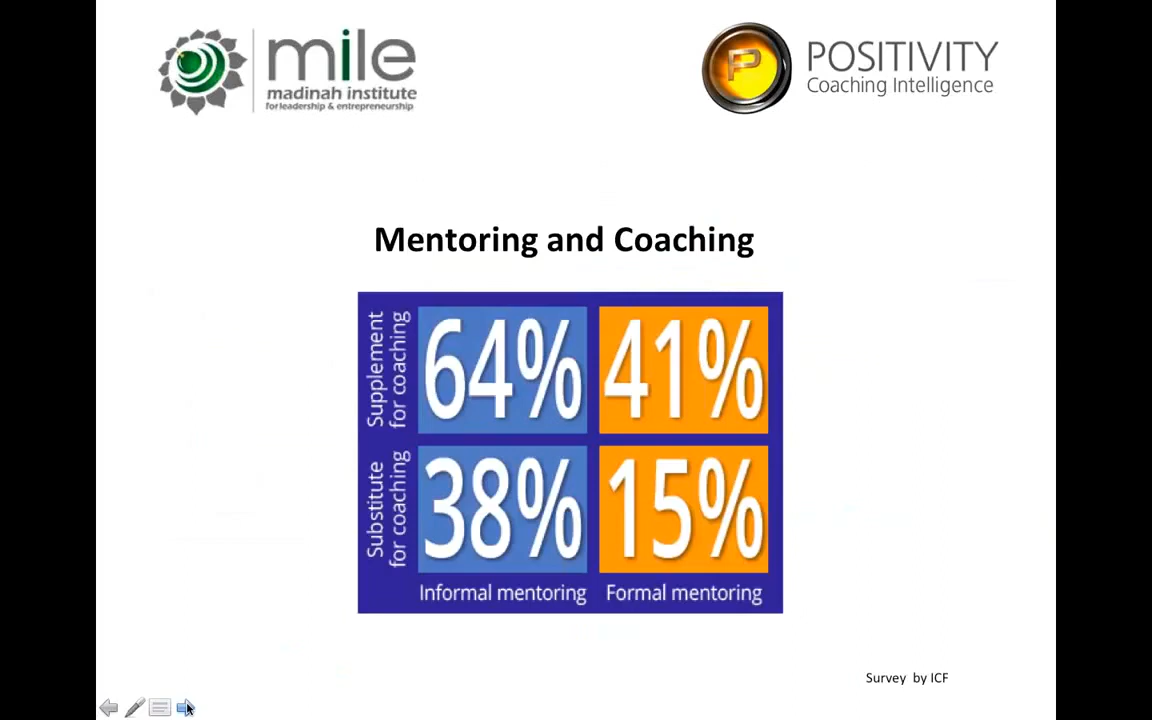 mile
madinah institute
for leadership & entrepreneurship
P
POSITIVITY
Coaching Intelligence
Mentoring and Coaching
Supplement
for coaching
64%
41%
Substitute
for coaching
38%
15%
Informal mentoring
Formal mentoring
Survey by ICF